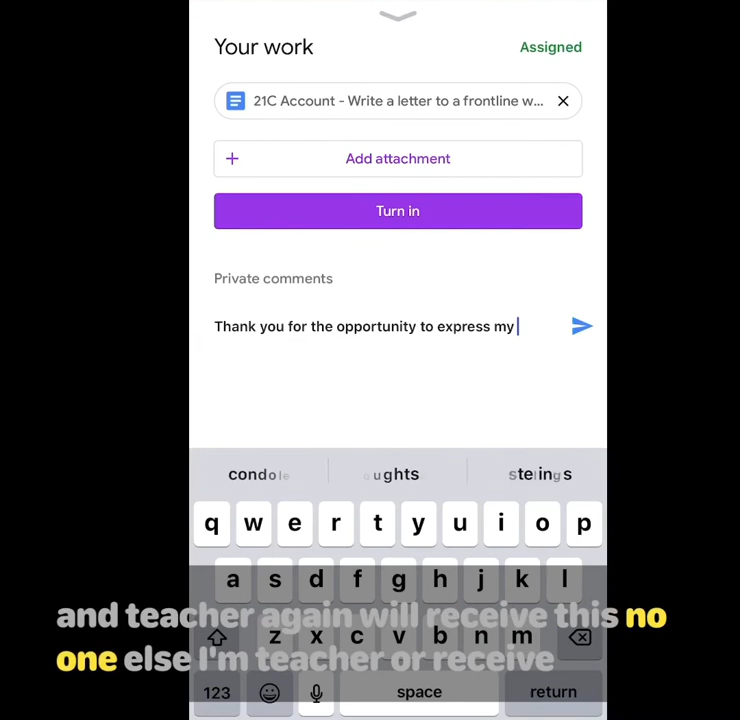 Your work
Assigned
21C Account - Write a letter to a frontline w...
Add attachment
Turn in
Private comments
Thank you for the opportunity to express my
q w e r t y u i o p
a s d f g h j k l
and teacher again will receive this no
z x c v b n m
one else I'm teacher or receive
123
space
return